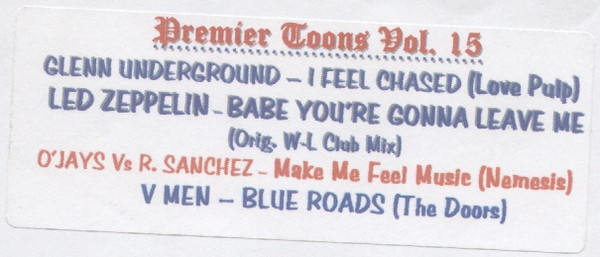 Premier Toons Vol. 15
GLENN UNDERGROUND – I FEEL CHASED (Love Pulp)
LED ZEPPELIN - BABE YOU'RE GONNA LEAVE ME
(Orig. W-L Club Mix)
O'JAYS Vs R. SANCHEZ – Make Me Feel Music (Nemesis)
V MEN – BLUE ROADS (The Doors)